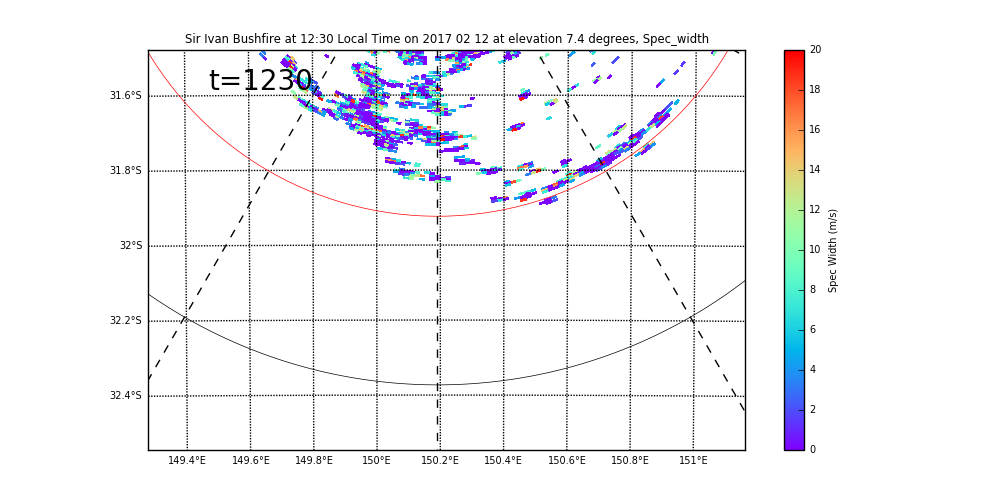 Sir Ivan Bushfire at 12:30 Local Time on 2017 02 12 at elevation 7.4 degrees, Spec_width
t=1230
31.6°S
31.8°S
32°S
32.2°S
32.4°S
149.4°E 149.6°E 149.8°E 150°E 150.2°E 150.4°E 150.6°E 150.8°E 151°E
20
18
16
14
12
10
8
6
4
2
0
Spec Width (m/s)